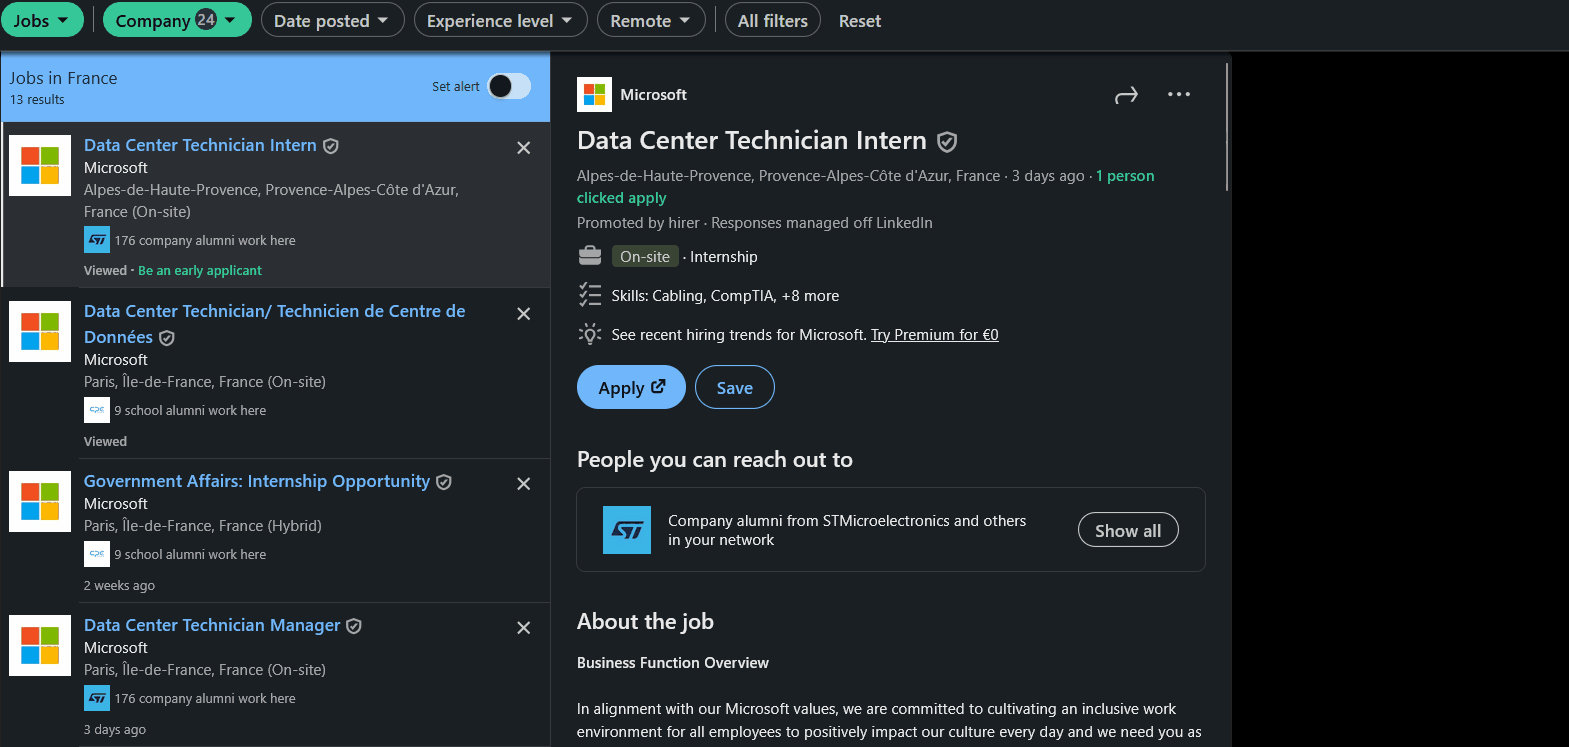 Jobs
Company 24
Date posted
Experience level
Remote
All filters
Reset
Jobs in France
13 results
Set alert
Data Center Technician Intern
Microsoft
Alpes-de-Haute-Provence, Provence-Alpes-Côte d'Azur,
France (On-site)
176 company alumni work here
Viewed · Be an early applicant
Data Center Technician/ Technicien de Centre de
Données
Microsoft
Paris, Île-de-France, France (On-site)
9 school alumni work here
Viewed
Government Affairs: Internship Opportunity
Microsoft
Paris, Île-de-France, France (Hybrid)
9 school alumni work here
2 weeks ago
Data Center Technician Manager
Microsoft
Paris, Île-de-France, France (On-site)
176 company alumni work here
3 days ago
Microsoft
Data Center Technician Intern
Alpes-de-Haute-Provence, Provence-Alpes-Côte d'Azur, France · 3 days ago · 1 person
clicked apply
Promoted by hirer · Responses managed off LinkedIn
On-site · Internship
Skills: Cabling, CompTIA, +8 more
See recent hiring trends for Microsoft. Try Premium for €0
Apply
Save
People you can reach out to
Company alumni from STMicroelectronics and others
in your network
Show all
About the job
Business Function Overview
In alignment with our Microsoft values, we are committed to cultivating an inclusive work
environment for all employees to positively impact our culture every day and we need you as